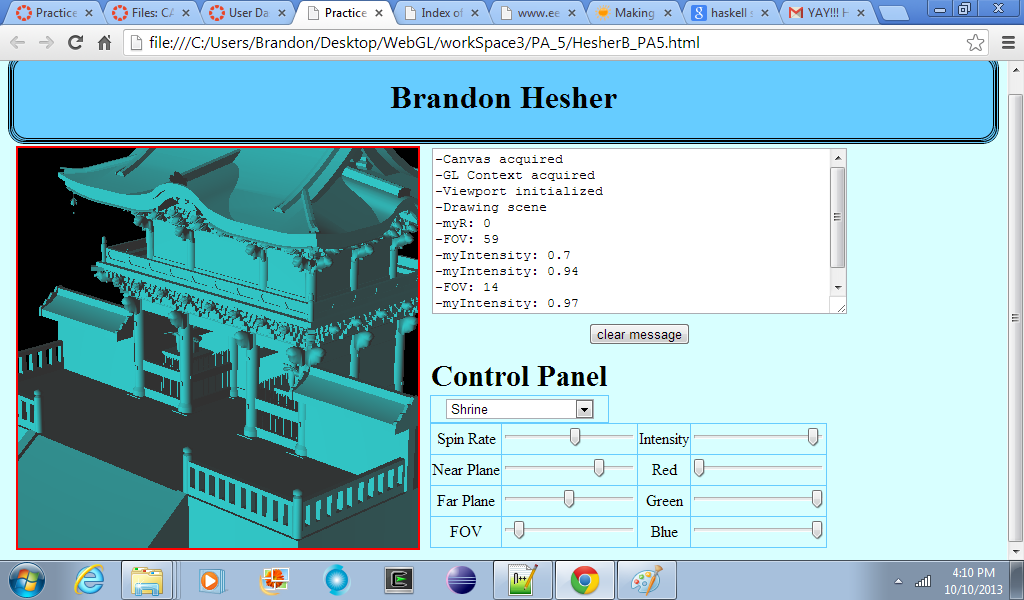 Practice
Files: CA
User Da
Practice
Index of
www.ee
Making
haskell s
YAY!!! H
file:///C:/Users/Brandon/Desktop/WebGL/workSpace3/PA_5/HesherB_PA5.html
Brandon Hesher
-Canvas acquired
-GL Context acquired
-Viewport initialized
-Drawing scene
-myR: 0
-FOV: 59
-myIntensity: 0.7
-myIntensity: 0.94
-FOV: 14
-myIntensity: 0.97
clear message
Control Panel
Shrine
Spin Rate Intensity
Near Plane Red
Far Plane Green
FOV Blue
4:10 PM
10/10/2013